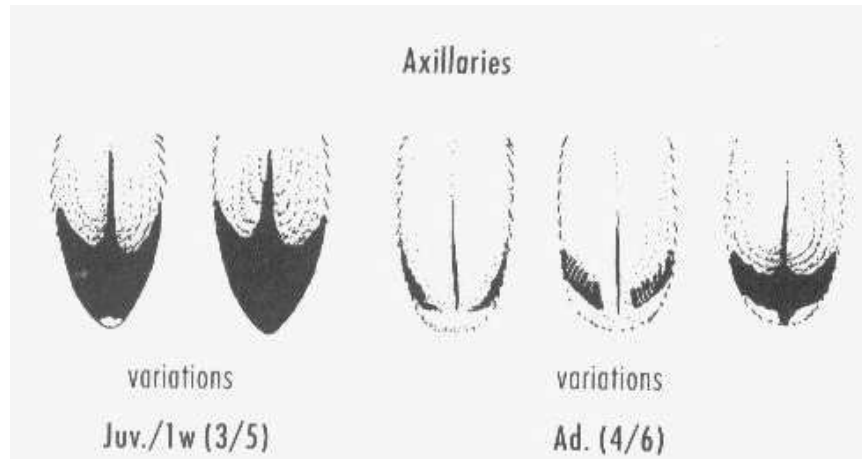 Axillaries
variations
variations
Juv./1w (3/5)
Ad. (4/6)